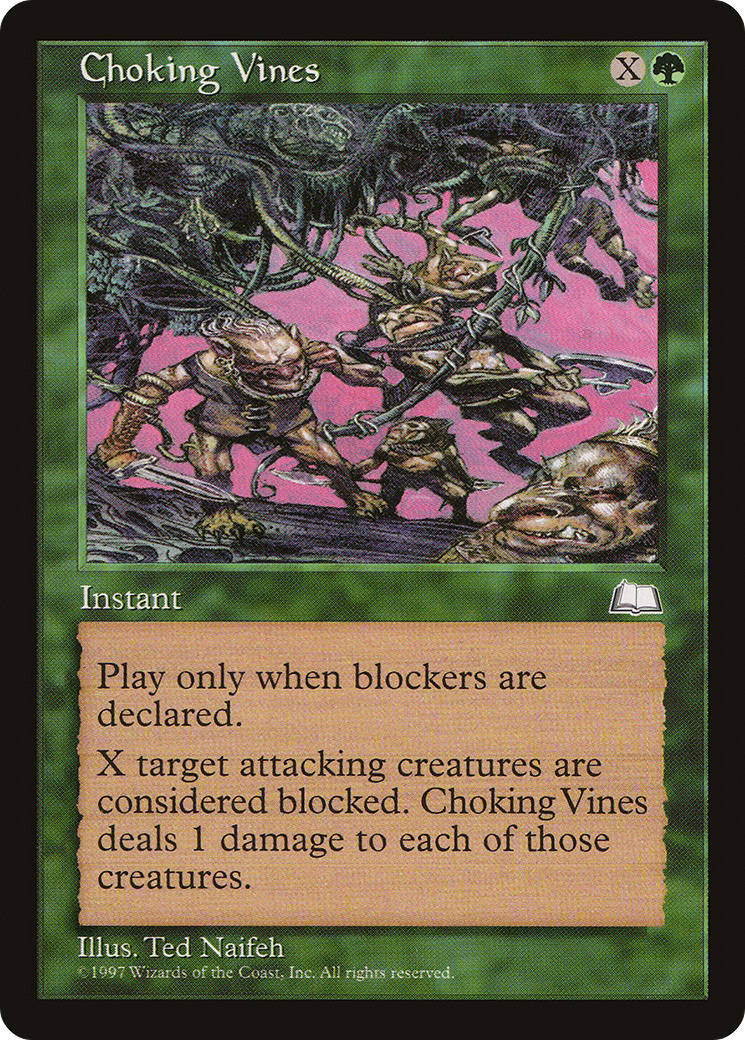 Choking Vines X
Instant
Play only when blockers are
declared.
X target attacking creatures are
considered blocked. Choking Vines
deals 1 damage to each of those
creatures.
Illus. Ted Naifeh
©1997 Wizards of the Coast, Inc. All rights reserved.